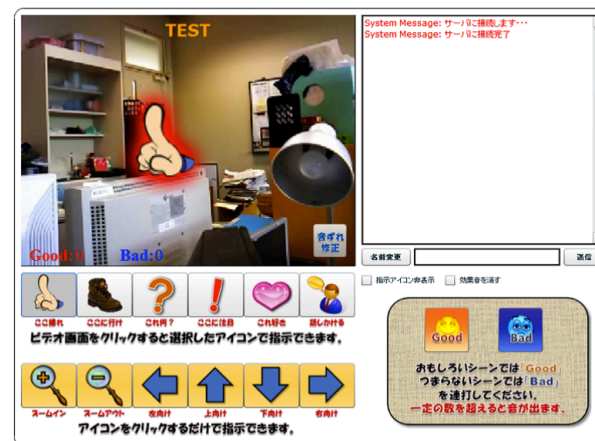 TEST
System Message: サーバに接続します・・・
System Message: サーバに接続完了
Good:0 Bad:0
音ずれ
修正
名前変更
送信
指示アイコン非表示 効果音を消す
ここ撮れ ここに行け これ何? ここに注目 これ好き 話しかける
ビデオ画面をクリックすると選択したアイコンで指示できます。
Good Bad
おもしろいシーンでは「Good」
つまらないシーンでは「Bad」
を連打してください。
一定の数を超えると音が出ます。
ズームイン ズームアウト 左向け 上向け 下向け 右向け
アイコンをクリックするだけで指示できます。